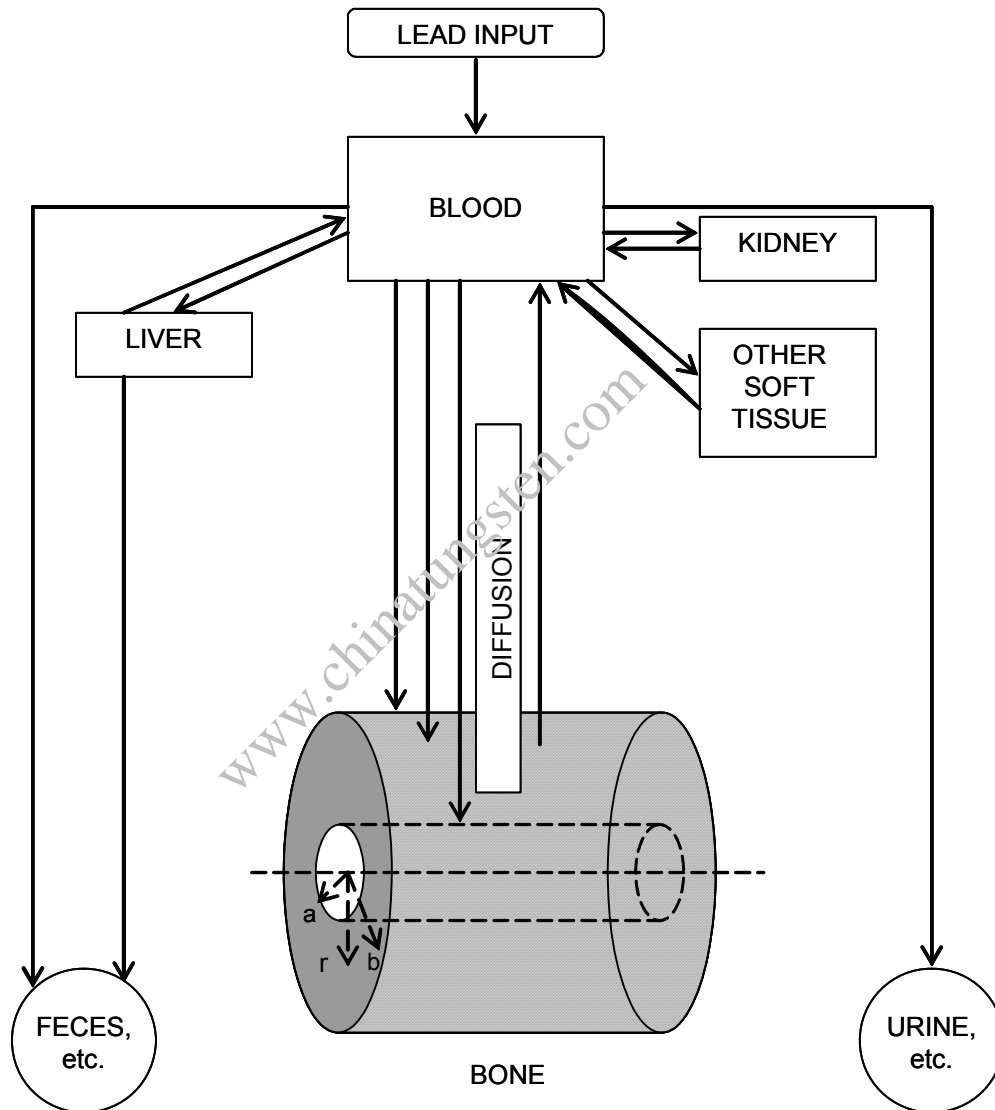 LEAD INPUT
BLOOD
KIDNEY
LIVER
OTHER
SOFT
TISSUE
DIFFUSION
www.chinatungsten.com
a
r
b
FECES,
etc.
BONE
URINE,
etc.